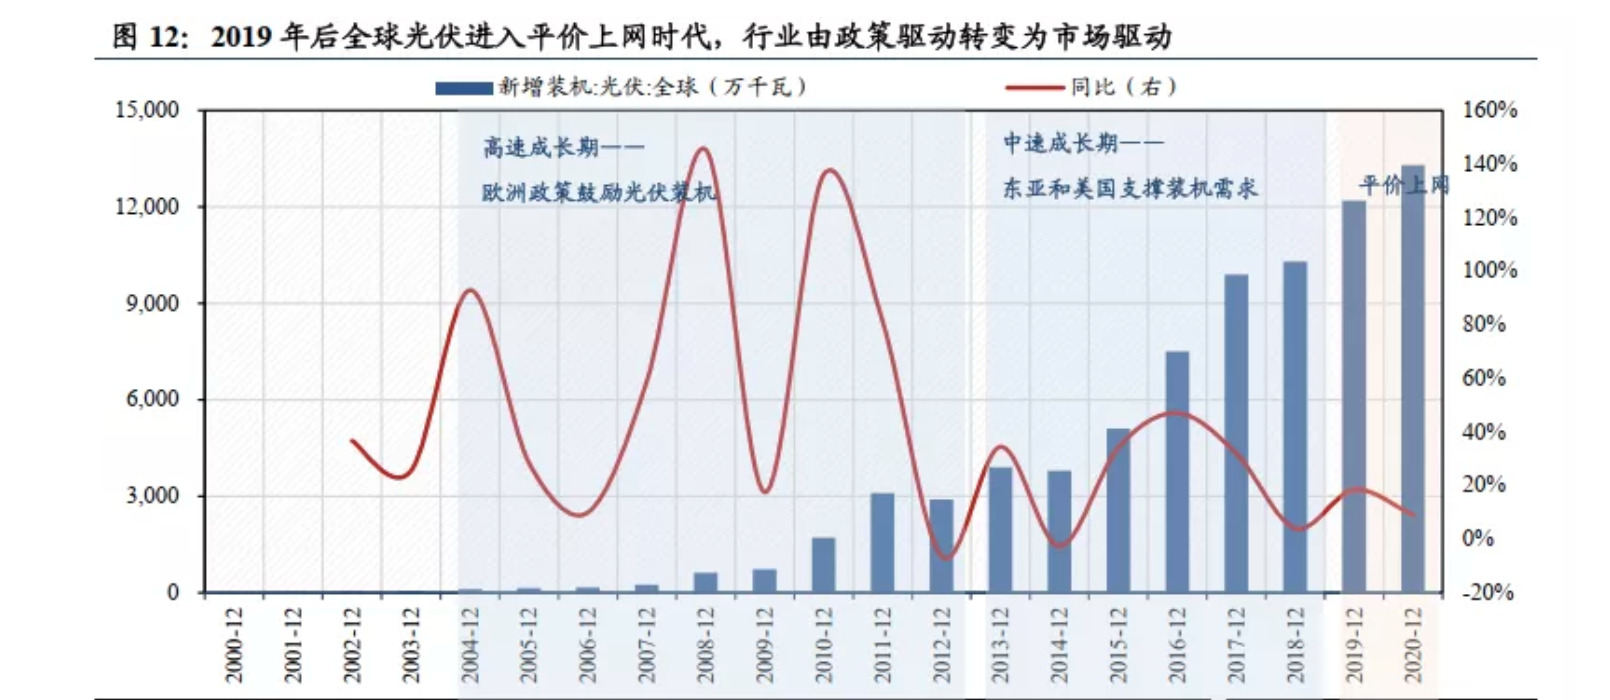 图 12： 2019 年后全球光伏进入平价上网时代，行业由政策驱动转变为市场驱动
新增装机:光伏:全球（万千瓦） 同比（右）
15,000 160%
高速成长期—— 中速成长期—— 140%
欧洲政策鼓励光伏装机 东亚和美国支撑装机需求 平价上网
12,000 120%
100%
9,000
80%
60%
6,000
40%
3,000 20%
0%
0 -20%
2000-12 2001-12 2002-12 2003-12 2004-12 2005-12 2006-12 2007-12 2008-12 2009-12 2010-12 2011-12 2012-12 2013-12 2014-12 2015-12 2016-12 2017-12 2018-12 2019-12 2020-12